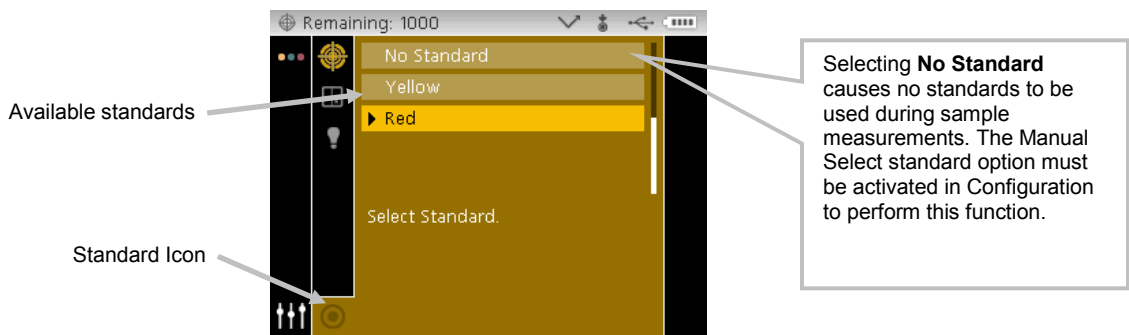 Remaining: 1000
No Standard
Yellow
Red
Select Standard.
Available standards
Standard Icon
Selecting No Standard
causes no standards to be
used during sample
measurements. The Manual
Select standard option must
be activated in Configuration
to perform this function.